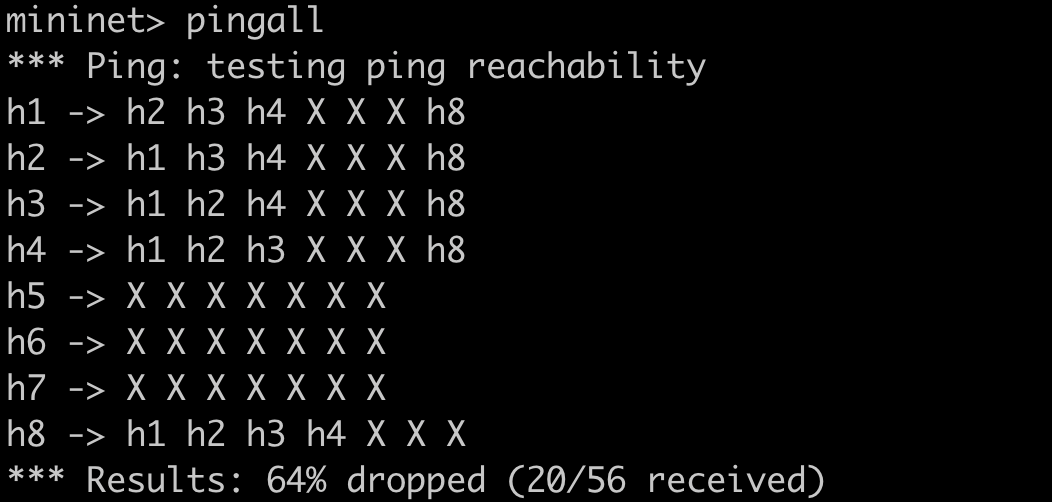 mininet> pingall
*** Ping: testing ping reachability
h1 -> h2 h3 h4 X X X h8
h2 -> h1 h3 h4 X X X h8
h3 -> h1 h2 h4 X X X h8
h4 -> h1 h2 h3 X X X h8
h5 -> X X X X X X X
h6 -> X X X X X X X
h7 -> X X X X X X X
h8 -> h1 h2 h3 h4 X X X
*** Results: 64% dropped (20/56 received)